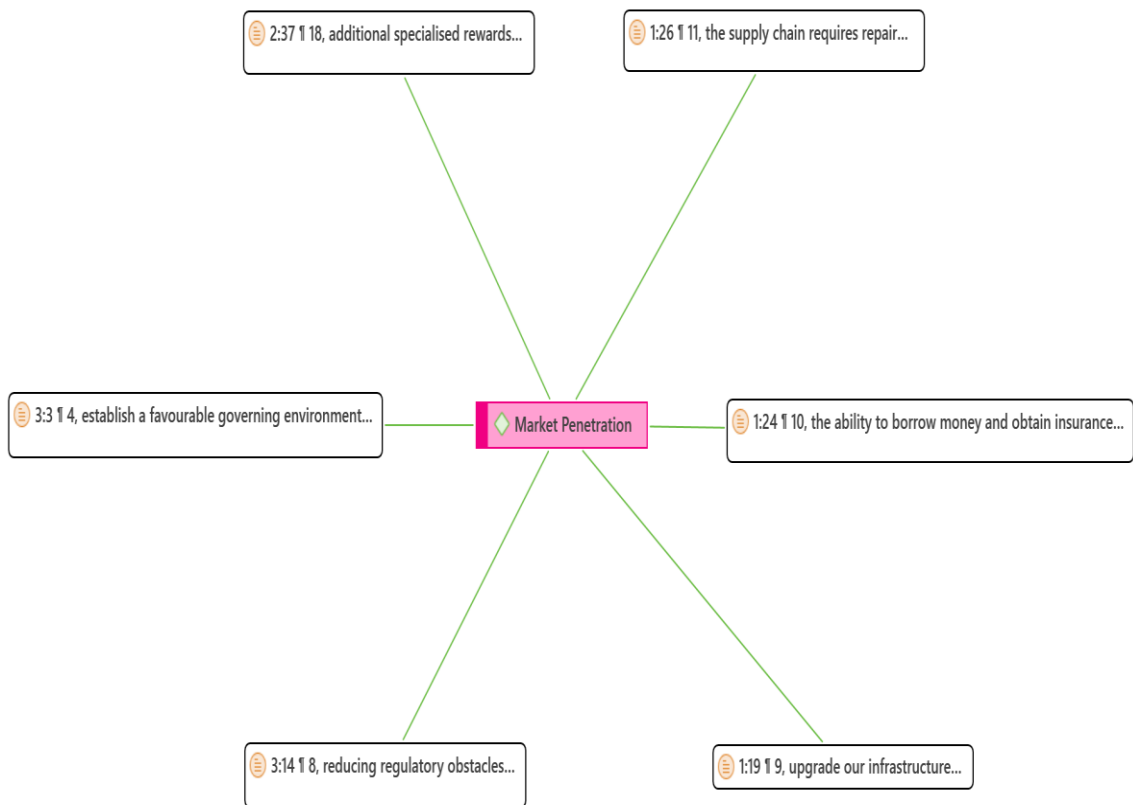 2:37 ¶ 18, additional specialised rewards...
1:26 ¶ 11, the supply chain requires repair...
3:3 ¶ 4, establish a favourable governing environment...
Market Penetration
1:24 ¶ 10, the ability to borrow money and obtain insurance...
3:14 ¶ 8, reducing regulatory obstacles...
1:19 ¶ 9, upgrade our infrastructure...